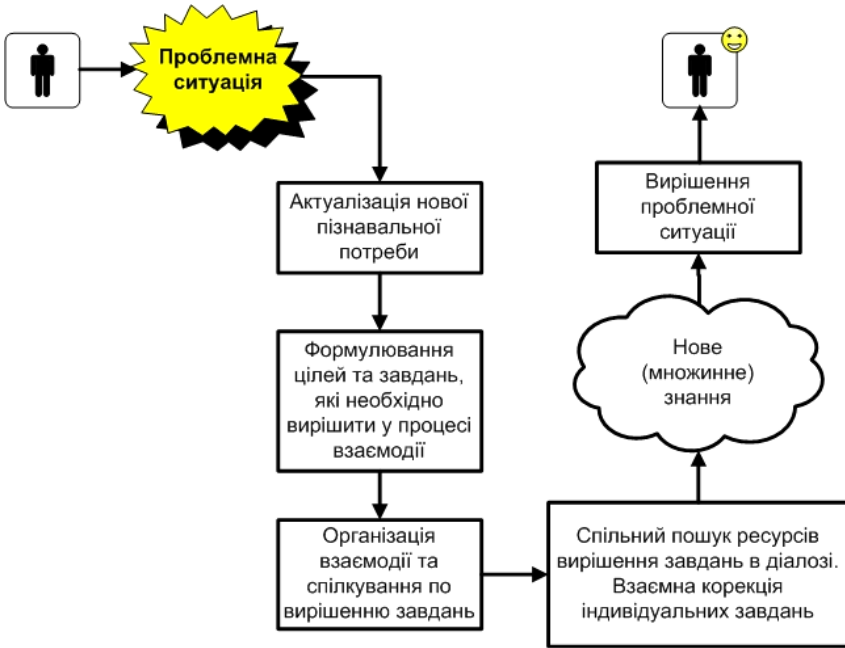 Проблемна
ситуація
Актуалізація нової
пізнавальної
потреби
Формулювання
цілей та завдань,
які необхідно
вирішити у процесі
взаємодії
Організація
взаємодії та
спілкування по
вирішенню завдань
Спільний пошук ресурсів
вирішення завдань в діалозі.
Взаємна корекція
індивідуальних завдань
Нове
(множинне)
знання
Вирішення
проблемної
ситуації